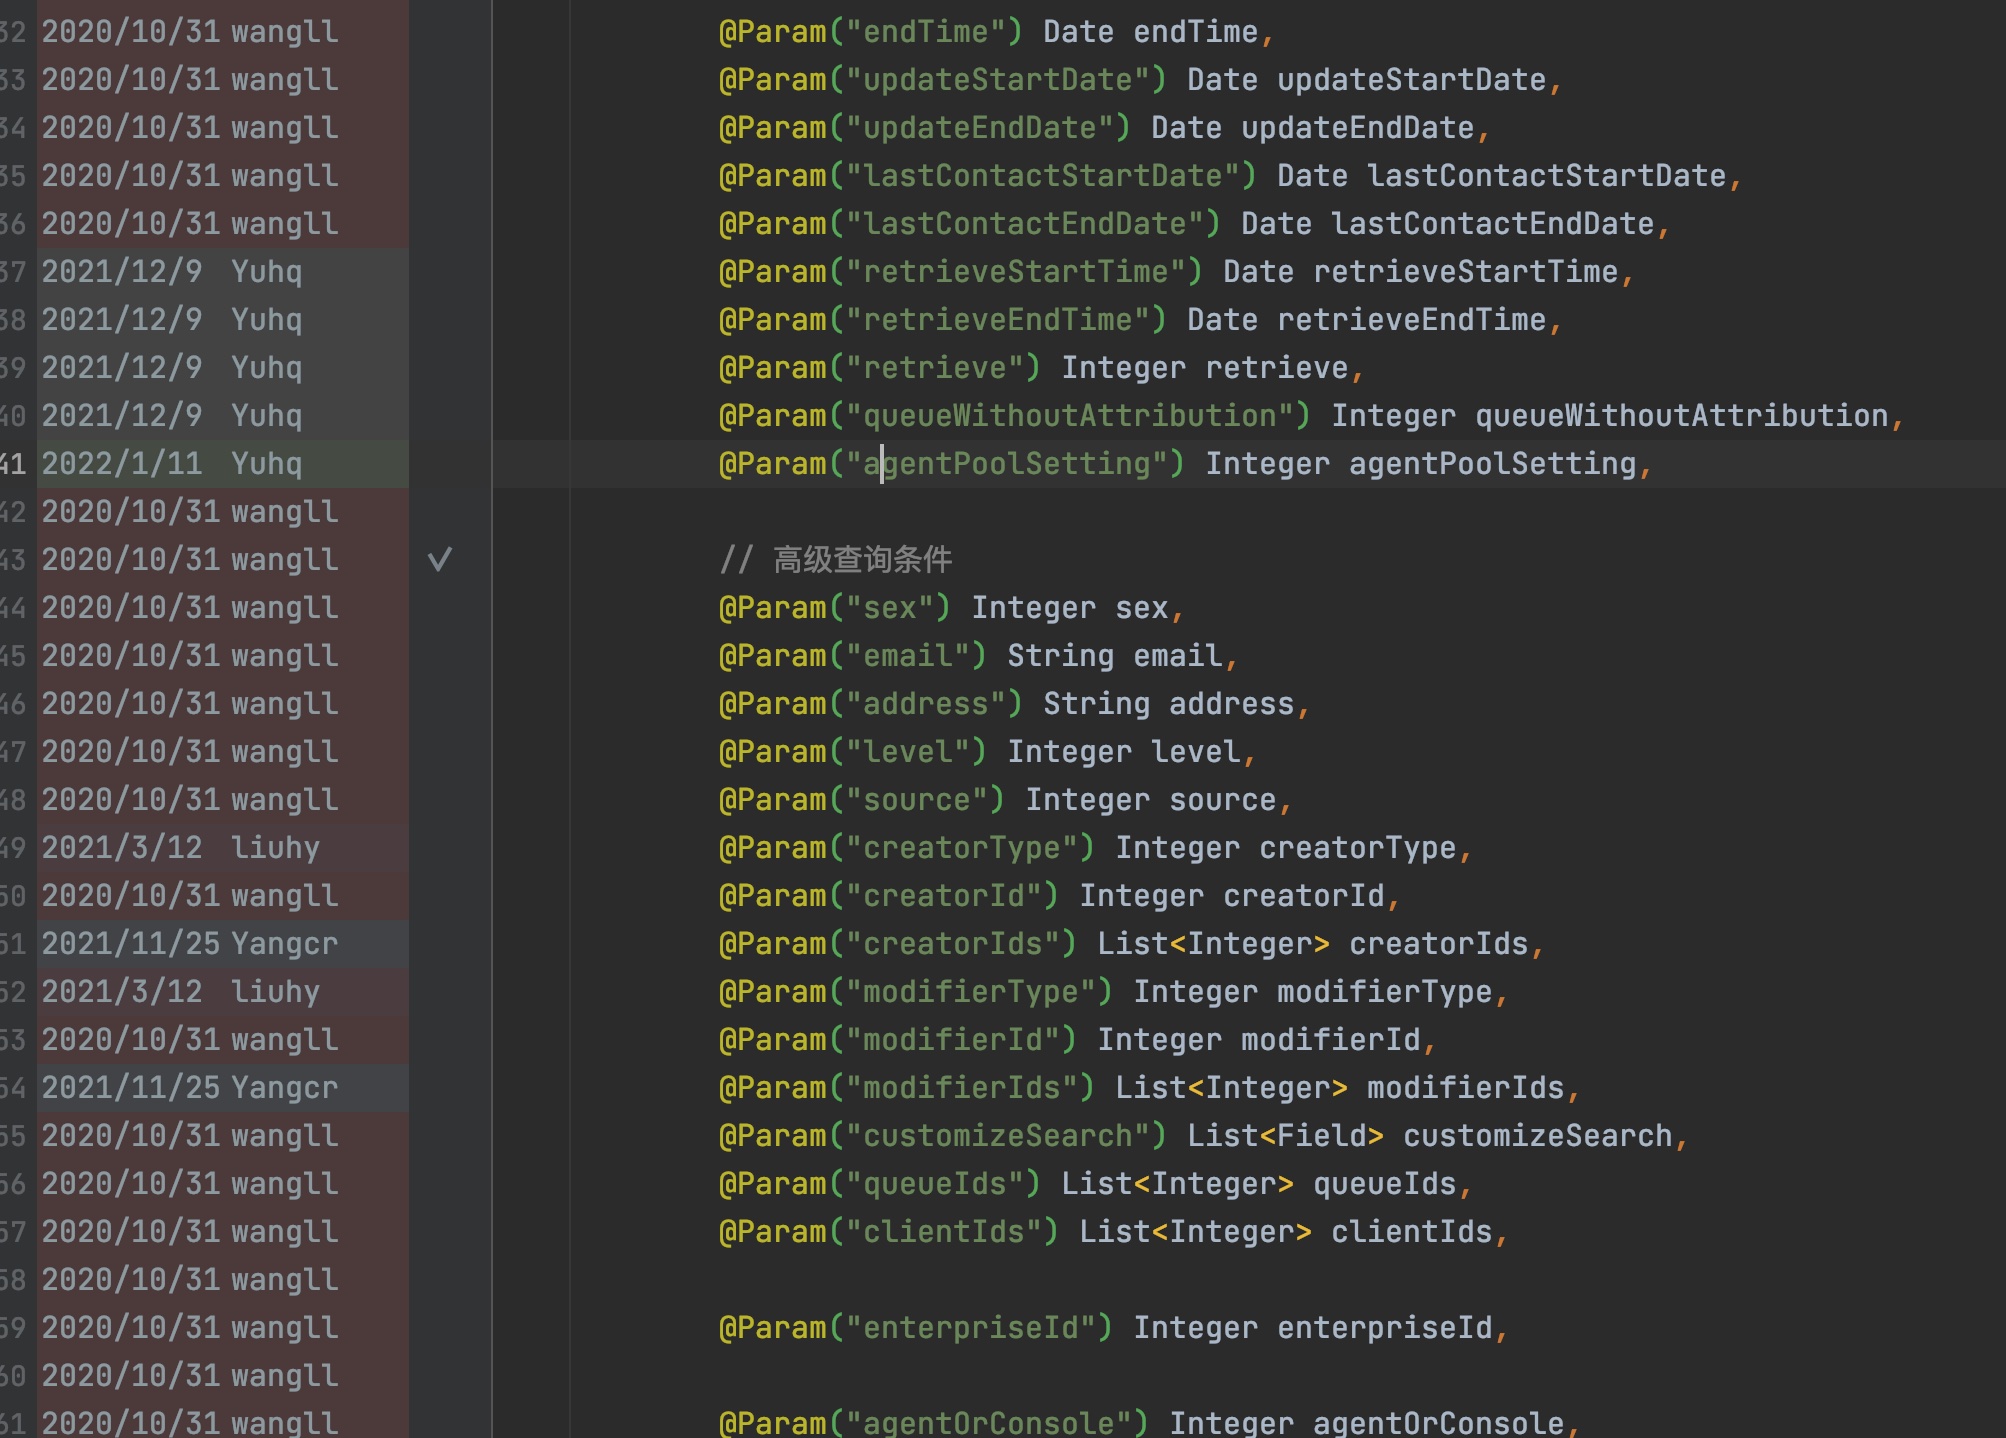 32 2020/10/31 wangll @Param("endTime") Date endTime,
33 2020/10/31 wangll @Param("updateStartDate") Date updateStartDate,
34 2020/10/31 wangll @Param("updateEndDate") Date updateEndDate,
35 2020/10/31 wangll @Param("lastContactStartDate") Date lastContactStartDate,
36 2020/10/31 wangll @Param("lastContactEndDate") Date lastContactEndDate,
37 2021/12/9 Yuhq @Param("retrieveStartTime") Date retrieveStartTime,
38 2021/12/9 Yuhq @Param("retrieveEndTime") Date retrieveEndTime,
39 2021/12/9 Yuhq @Param("retrieve") Integer retrieve,
40 2021/12/9 Yuhq @Param("queueWithoutAttribution") Integer queueWithoutAttribution,
41 2022/1/11 Yuhq @Param("agentPoolSetting") Integer agentPoolSetting,
42 2020/10/31 wangll
43 2020/10/31 wangll // 高级查询条件
44 2020/10/31 wangll @Param("sex") Integer sex,
45 2020/10/31 wangll @Param("email") String email,
46 2020/10/31 wangll @Param("address") String address,
47 2020/10/31 wangll @Param("level") Integer level,
48 2020/10/31 wangll @Param("source") Integer source,
49 2021/3/12 liuhy @Param("creatorType") Integer creatorType,
50 2020/10/31 wangll @Param("creatorId") Integer creatorId,
51 2021/11/25 Yangcr @Param("creatorIds") List<Integer> creatorIds,
52 2021/3/12 liuhy @Param("modifierType") Integer modifierType,
53 2020/10/31 wangll @Param("modifierId") Integer modifierId,
54 2021/11/25 Yangcr @Param("modifierIds") List<Integer> modifierIds,
55 2020/10/31 wangll @Param("customizeSearch") List<Field> customizeSearch,
56 2020/10/31 wangll @Param("queueIds") List<Integer> queueIds,
57 2020/10/31 wangll @Param("clientIds") List<Integer> clientIds,
58 2020/10/31 wangll
59 2020/10/31 wangll @Param("enterpriseId") Integer enterpriseId,
60 2020/10/31 wangll
61 2020/10/31 wangll @Param("agentOrConsole") Integer agentOrConsole,